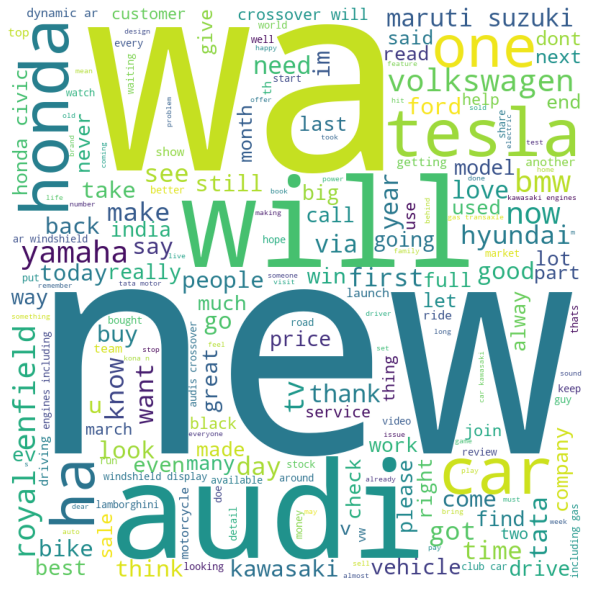 dynamic ar
customer
crossover will
maruti suzuki
top
every
design
well
world
happy
give
said
dont
wa
one
honda
honda civic
never
watch
waiting
mean
problem
need
im
th
start
feature
read
next
volkswagen
ford
help
end
offer
took
hit
sold
electric
last
month
show
see
better
old
brand
coming
tesla
share
test
getting
another
life
take
still
big
year
model
love
bmw
home
done
kawasaki engines
number
book
power
will
make
back
india
call
use
used
now
gas transaxle
behind
making
tata motor
yamaha
say
live
hope
via
going
hyundai
market
family
put
remember
today
really
people
someone
visit
win
first
full
good
lot
part
way
something
new
launch
let
ride
thats
much
go
road
driver
long
alway
royal enfield
driving engines including
bought
feel
kona n
set
car kawasaki
sound
team
stop
buy
audis crossover
great
price
thing
keep
guy
u
know
want
tv
thank
service
video
issue
review
march
black
everyone
look
made
work
game
join
company
ha
run
windshield display
stock
already
play
car
even
many
day
check
please
right
come
must
dear
lamborghini
available
around
audi
v
bring
find
week
tata
including gas
bike
sale
motorcycle
doe
detail
money
pay
vw
got
two
auto
looking
almost
sell
time
club car
best
think
kawasaki
vehicle
drive